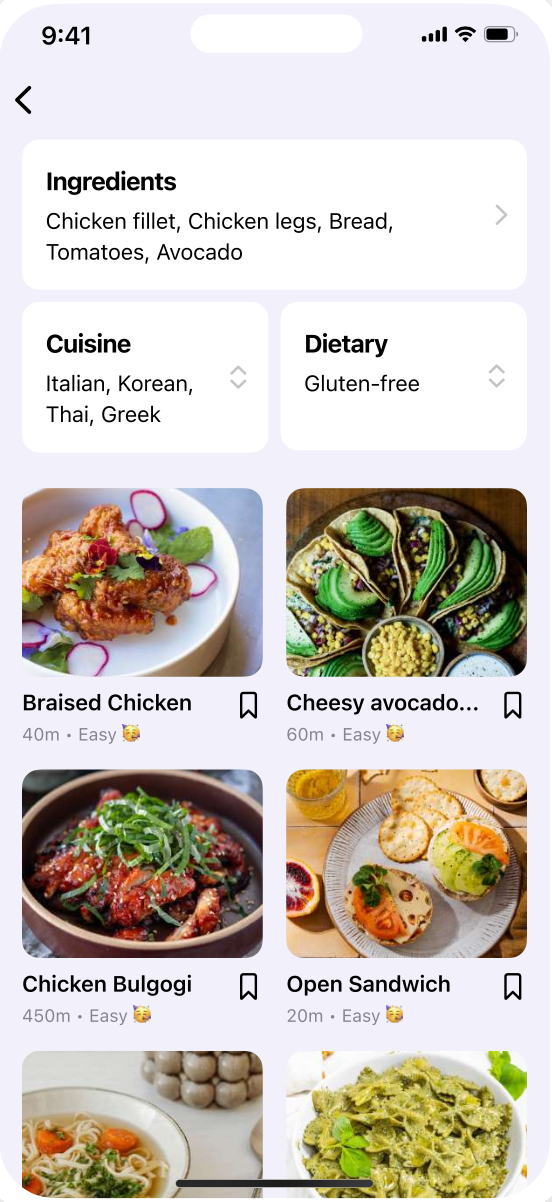 9:41
Ingredients
Chicken fillet, Chicken legs, Bread,
Tomatoes, Avocado
Cuisine
Italian, Korean,
Thai, Greek
Dietary
Gluten-free
Braised Chicken
40m • Easy 🥳
Cheesy avocado...
60m • Easy 🥳
Chicken Bulgogi
450m • Easy 🥳
Open Sandwich
20m • Easy 🥳